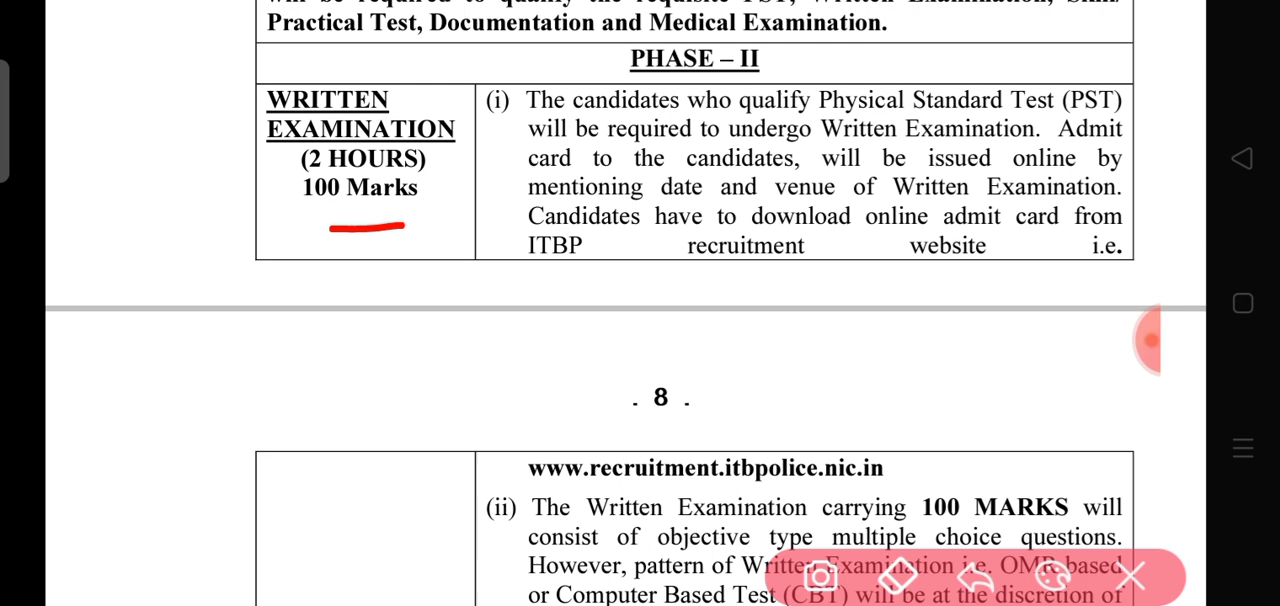 Practical Test, Documentation and Medical Examination.
PHASE – II
WRITTEN
EXAMINATION
(2 HOURS)
100 Marks
(i) The candidates who qualify Physical Standard Test (PST)
will be required to undergo Written Examination. Admit
card to the candidates, will be issued online by
mentioning date and venue of Written Examination.
Candidates have to download online admit card from
ITBP recruitment website i.e.
. 8 .
www.recruitment.itbpolice.nic.in
(ii) The Written Examination carrying 100 MARKS will
consist of objective type multiple choice questions.
However, pattern of Written Examination i.e. OMR based
or Computer Based Test (CBT) will be at the discretion of